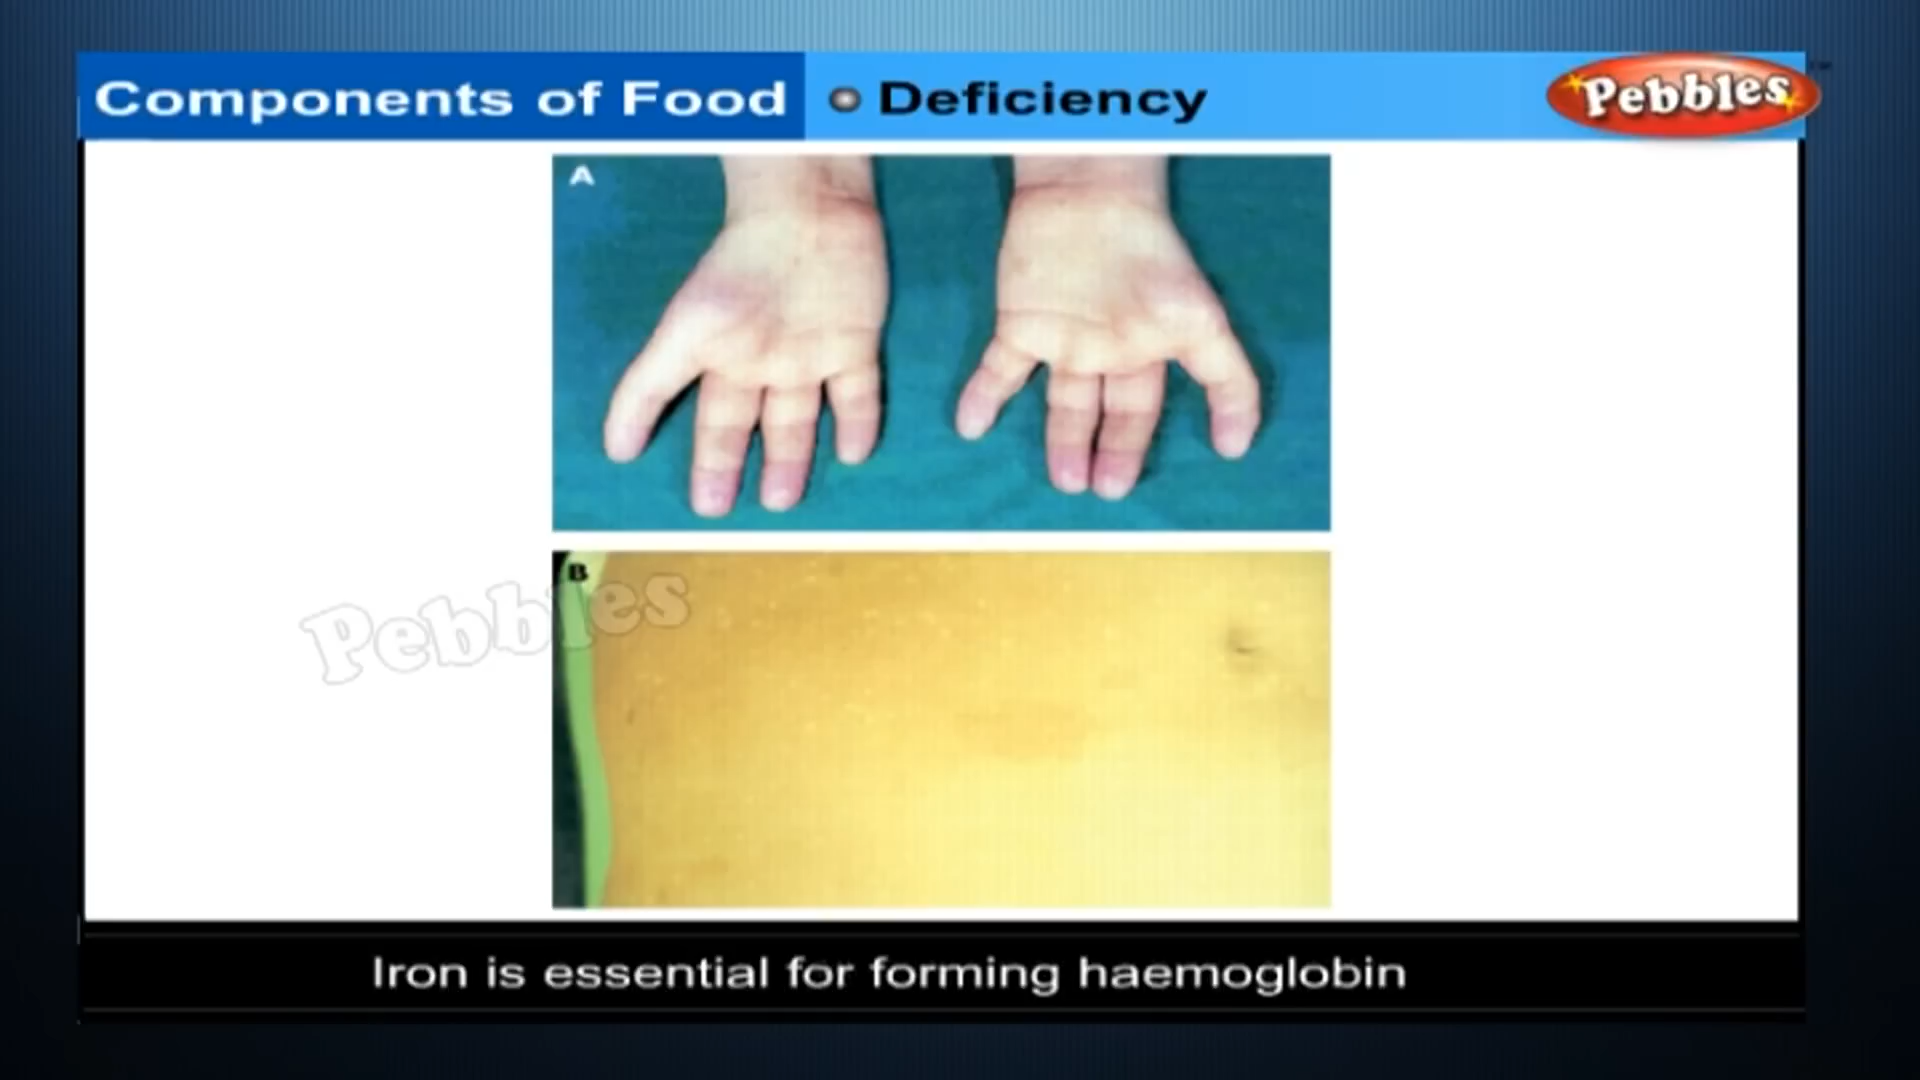 Components of Food
Deficiency
Pebbles
A
B
Pebbles
Iron is essential for forming haemoglobin